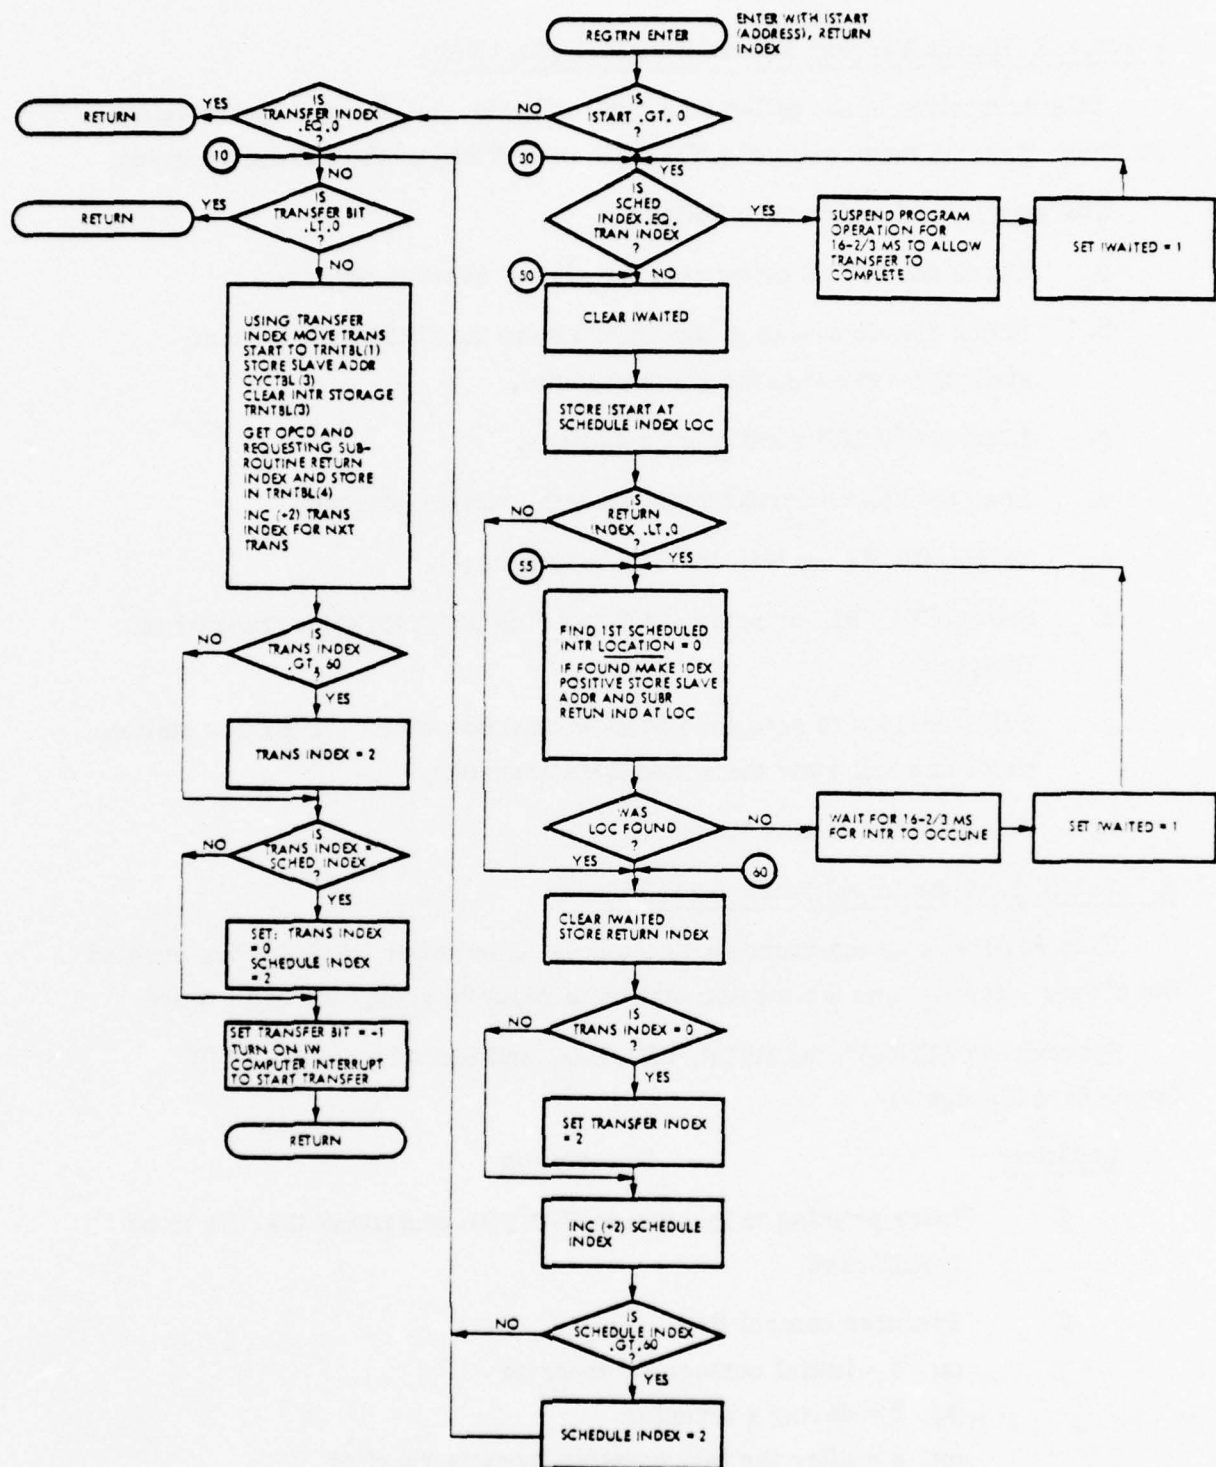 REGTRN ENTER
ENTER WITH ISTART
(ADDRESS), RETURN
INDEX
IS
ISTART .GT. 0
?
NO
YES
IS
TRANSFER INDEX
.EQ.0
?
YES
RETURN
NO
10
IS
TRANSFER BIT
.LT.0
?
YES
RETURN
NO
USING TRANSFER
INDEX MOVE TRANS
START TO TRNTBL(1)
STORE SLAVE ADDR
CYCTBL(3)
CLEAR INTR STORAGE
TRNTBL(3)
GET OPCD AND
REQUESTING SUB-
ROUTINE RETURN
INDEX AND STORE
IN TRNTBL(4)
INC (+2) TRANS
INDEX FOR NXT
TRANS
IS
TRANS INDEX
.GT. 60
?
NO
YES
TRANS INDEX = 2
IS
TRANS INDEX =
SCHED INDEX
?
NO
YES
SET: TRANS INDEX
= 0
SCHEDULE INDEX
= 2
SET TRANSFER BIT = -1
TURN ON IW
COMPUTER INTERRUPT
TO START TRANSFER
RETURN
30
IS
SCHED
INDEX.EQ.
TRAN INDEX
?
YES
SUSPEND PROGRAM
OPERATION FOR
16-2/3 MS TO ALLOW
TRANSFER TO
COMPLETE
SET IWAITED = 1
NO
50
CLEAR IWAITED
STORE ISTART AT
SCHEDULE INDEX LOC
IS
RETURN
INDEX .LT.0
?
NO
YES
55
FIND 1ST SCHEDULED
INTR LOCATION = 0
IF FOUND MAKE IDEX
POSITIVE STORE SLAVE
ADDR AND SUBR
RETUN IND AT LOC
WAS
LOC FOUND
?
NO
WAIT FOR 16-2/3 MS
FOR INTR TO OCCUNE
SET IWAITED = 1
YES
60
CLEAR IWAITED
STORE RETURN INDEX
IS
TRANS INDEX = 0
?
NO
YES
SET TRANSFER INDEX
= 2
INC (+2) SCHEDULE
INDEX
IS
SCHEDULE INDEX
.GT.60
?
NO
YES
SCHEDULE INDEX = 2